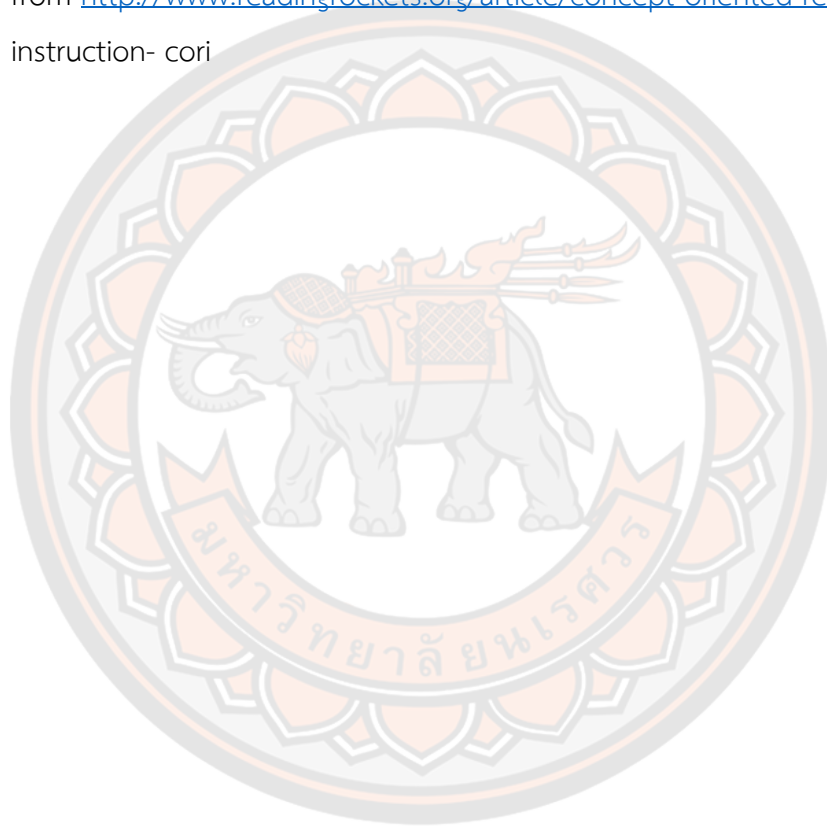 from http://www.readingrockets.org/article/concept-oriented-re
instruction- cori
มหาวิทยาลัยนเรศวร